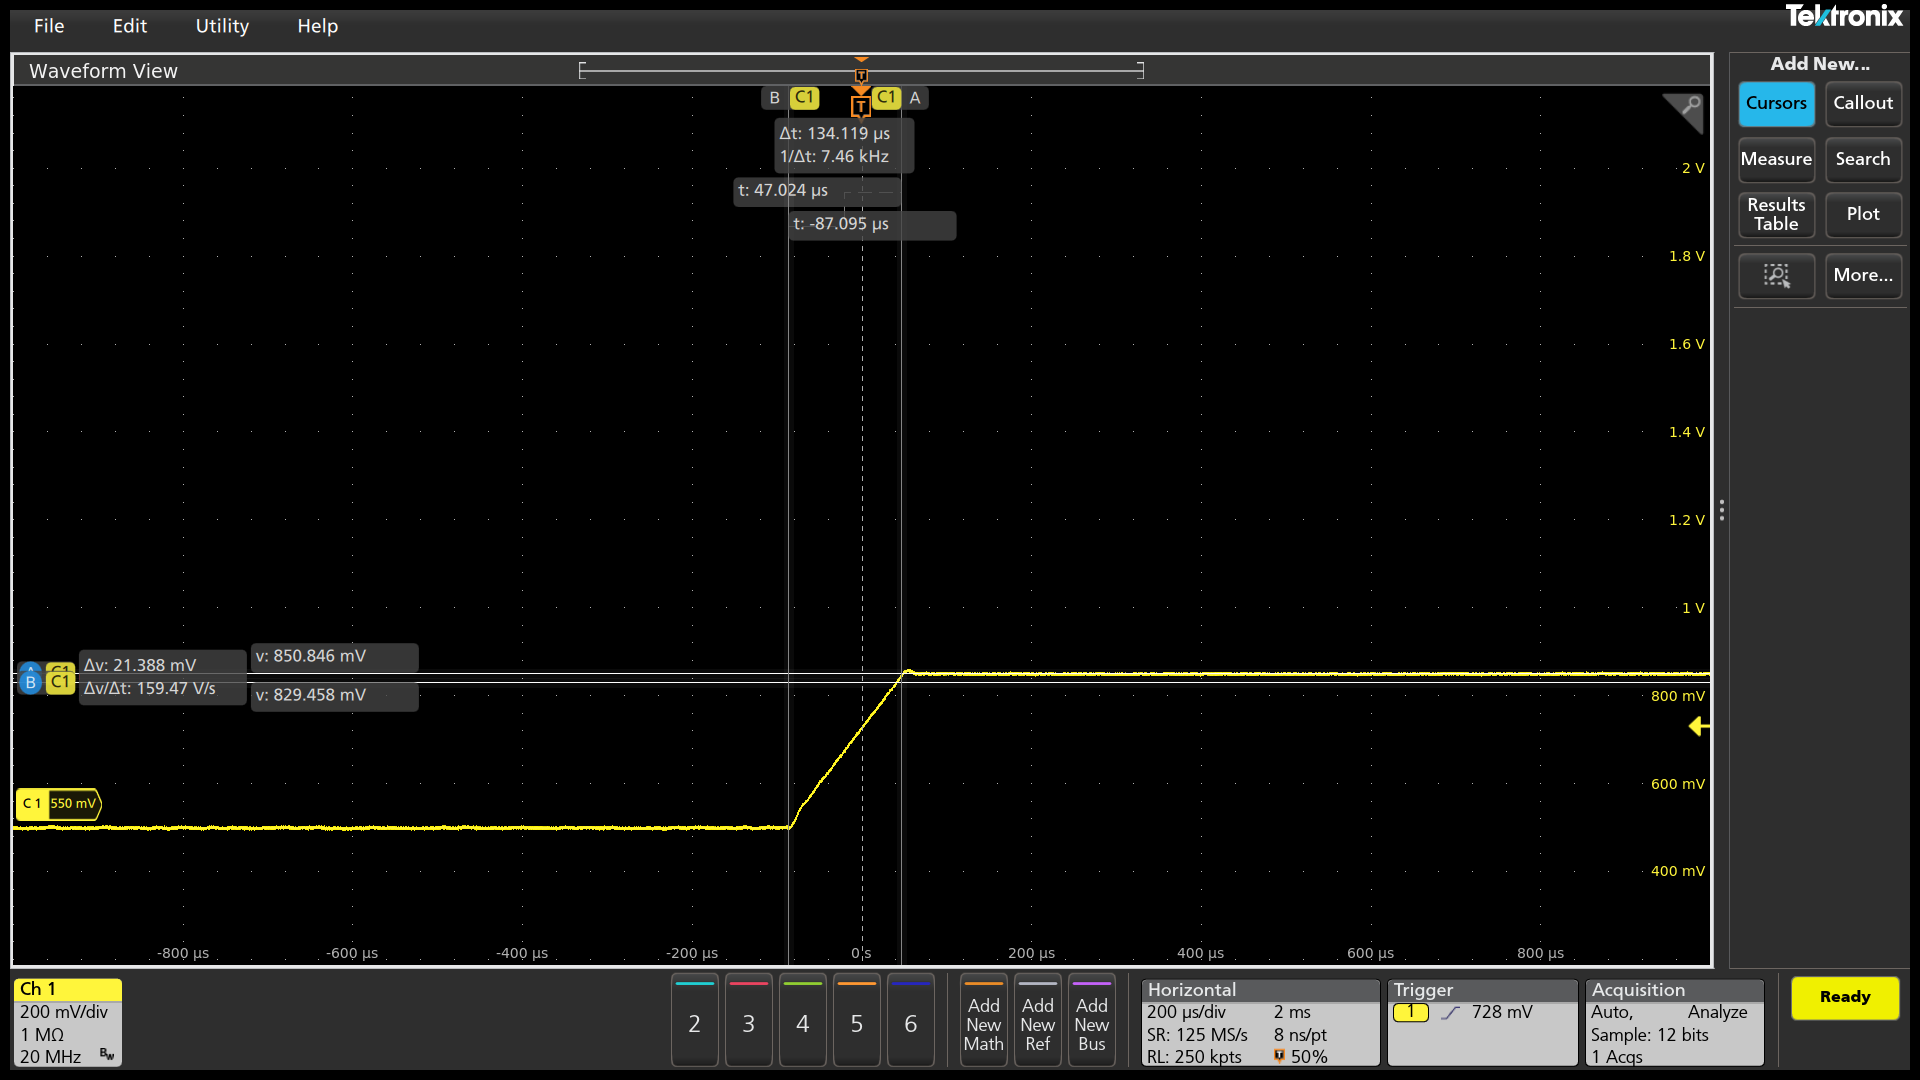 File Edit Utility Help
Tektronix
Waveform View
T
Add New...
B C1 T C1 A
Cursors Callout
Δt: 134.119 µs
1/Δt: 7.46 kHz
Measure Search
2 V
t: 47.024 µs
Results Table Plot
t: -87.095 µs
1.8 V
More...
1.6 V
1.4 V
1.2 V
1 V
A C1 Δv: 21.388 mV v: 850.846 mV
B C1 Δv/Δt: 159.47 V/s v: 829.458 mV
800 mV
600 mV
C 1 550 mV
400 mV
-800 µs -600 µs -400 µs -200 µs 0 s 200 µs 400 µs 600 µs 800 µs
Ch 1
200 mV/div
1 MΩ
20 MHz BW
2 3 4 5 6
Add New Math
Add New Ref
Add New Bus
Horizontal
200 µs/div 2 ms
SR: 125 MS/s 8 ns/pt
RL: 250 kpts T 50%
Trigger
1 728 mV
Acquisition
Auto, Analyze
Sample: 12 bits
1 Acqs
Ready